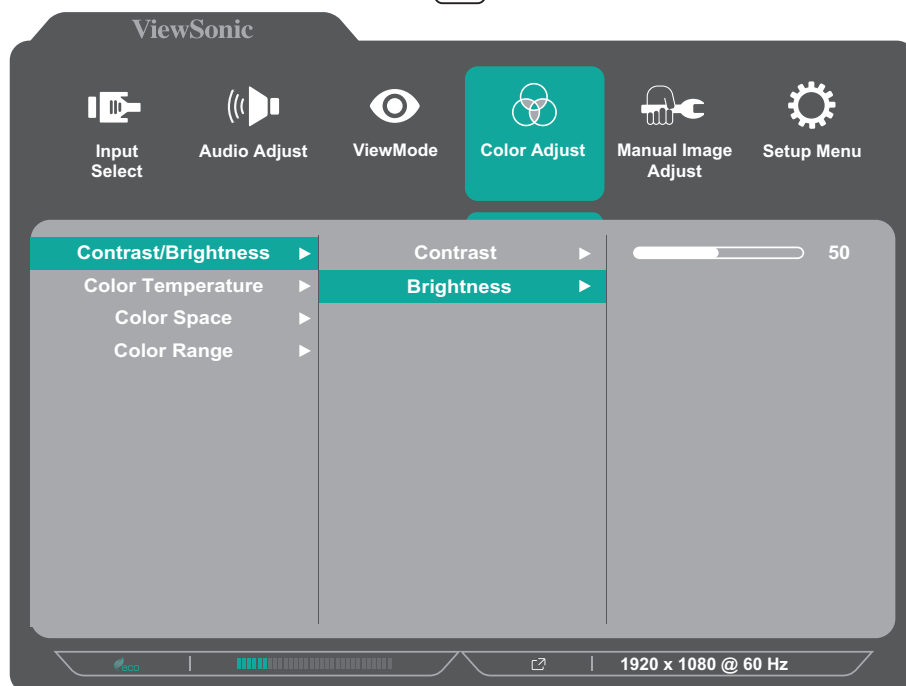 ViewSonic
Input Select
Audio Adjust
ViewMode
Color Adjust
Manual Image Adjust
Setup Menu
Contrast/Brightness
Color Temperature
Color Space
Color Range
Contrast
Brightness
50
eco
1920 x 1080 @ 60 Hz